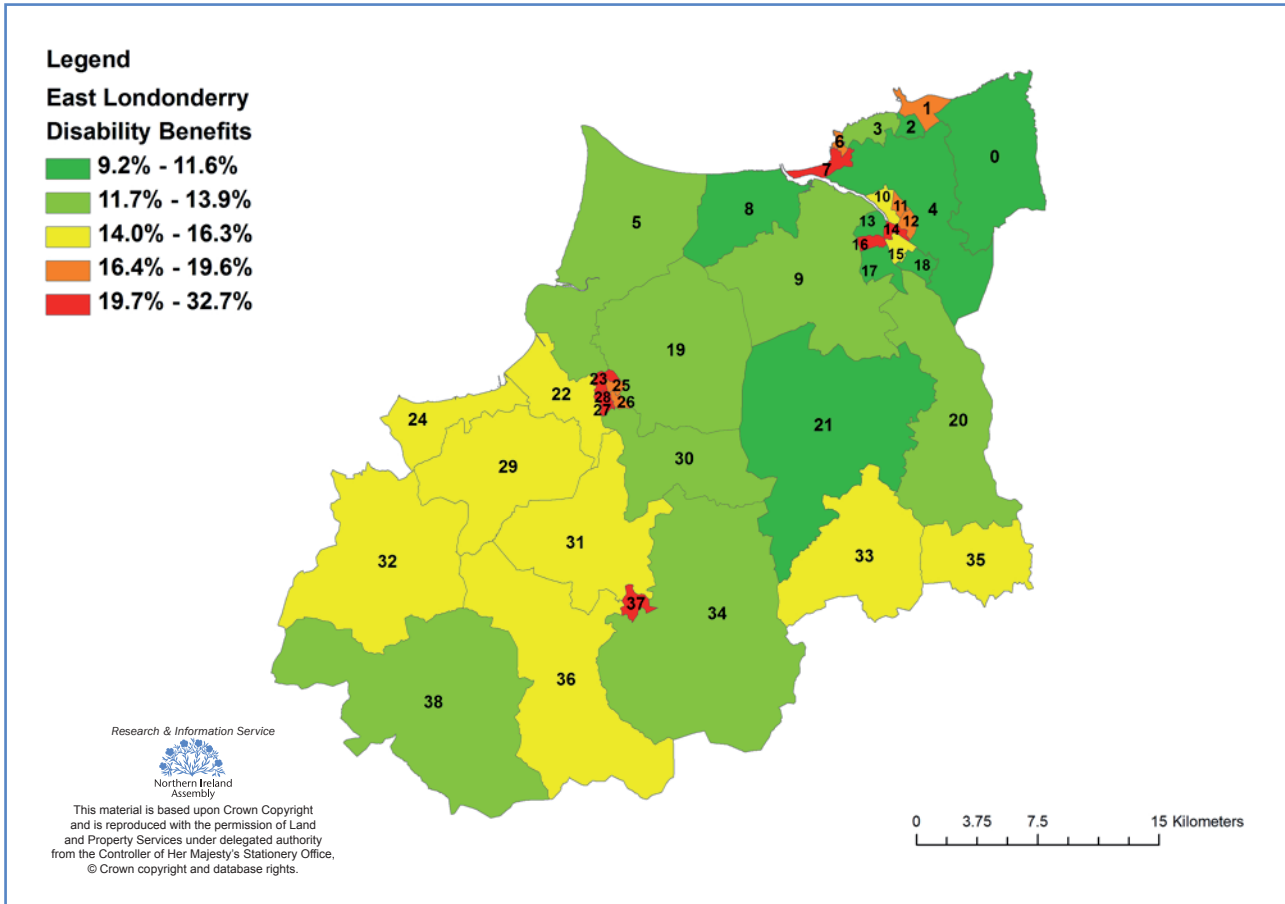 Legend
East Londonderry
Disability Benefits
9.2% - 11.6%
11.7% - 13.9%
14.0% - 16.3%
16.4% - 19.6%
19.7% - 32.7%
1
2
3
0
6
7
5
8
10
11
4
12
13
14
16
15
18
17
9
19
23
25
22
28
26
27
24
20
21
30
29
31
33
35
32
37
34
36
38
Research & Information Service
Northern Ireland
Assembly
This material is based upon Crown Copyright
and is reproduced with the permission of Land
and Property Services under delegated authority
from the Controller of Her Majesty's Stationery Office,
© Crown copyright and database rights.
0 3.75 7.5 15 Kilometers